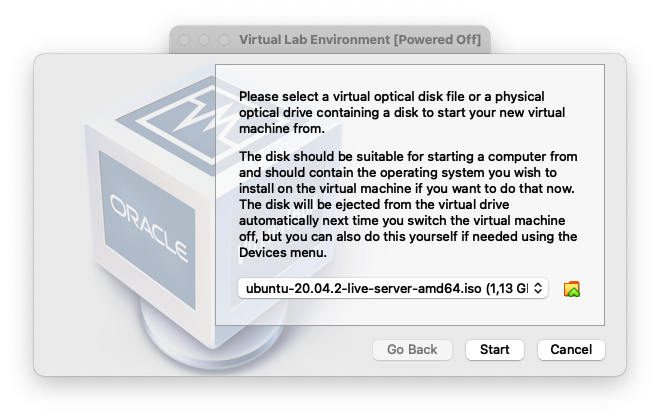 Virtual Lab Environment [Powered Off]
Please select a virtual optical disk file or a physical
optical drive containing a disk to start your new virtual
machine from.
The disk should be suitable for starting a computer from
and should contain the operating system you wish to
install on the virtual machine if you want to do that now.
The disk will be ejected from the virtual drive
automatically next time you switch the virtual machine
off, but you can also do this yourself if needed using the
Devices menu.
ORACLE
ubuntu-20.04.2-live-server-amd64.iso (1,13 G
Go Back
Start
Cancel